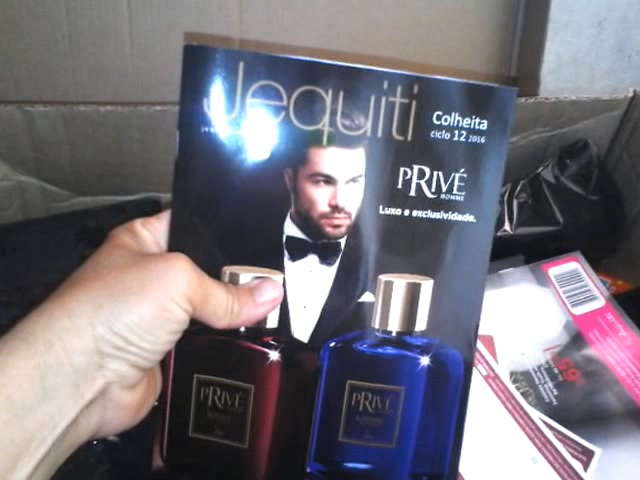 Jequiti
Colheita
ciclo 12 2016
PRIVÉ
HOMME
Luxo e exclusividade.
PRIVÉ
PRIVÉ